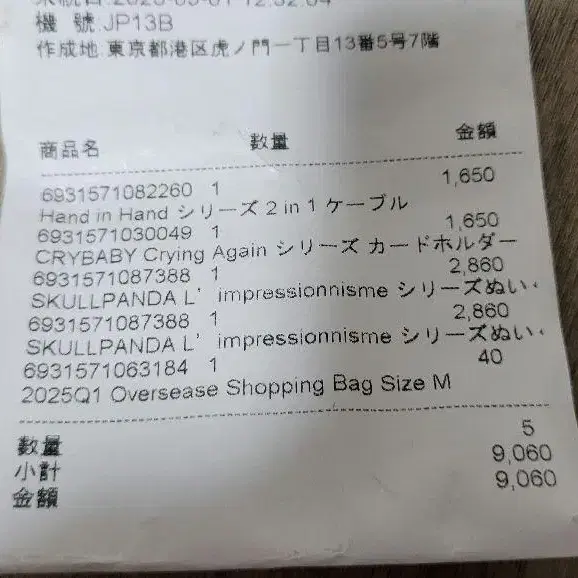 機 號:JP13B
作成地:東京都港区虎ノ門一丁目13番5号7階
商品名 数量 金額
6931571082260 1 1,650
Hand in Hand シリーズ 2 in 1 ケーブル
6931571030049 1 1,650
CRYBABY Crying Again シリーズ カードホルダー
6931571087388 1 2,860
SKULLPANDA L’impressionnisme シリーズぬい・
6931571087388 1 2,860
SKULLPANDA L’impressionnisme シリーズぬい・
6931571063184 1 40
2025Q1 Oversease Shopping Bag Size M
数量 5
小計 9,060
金額 9,060